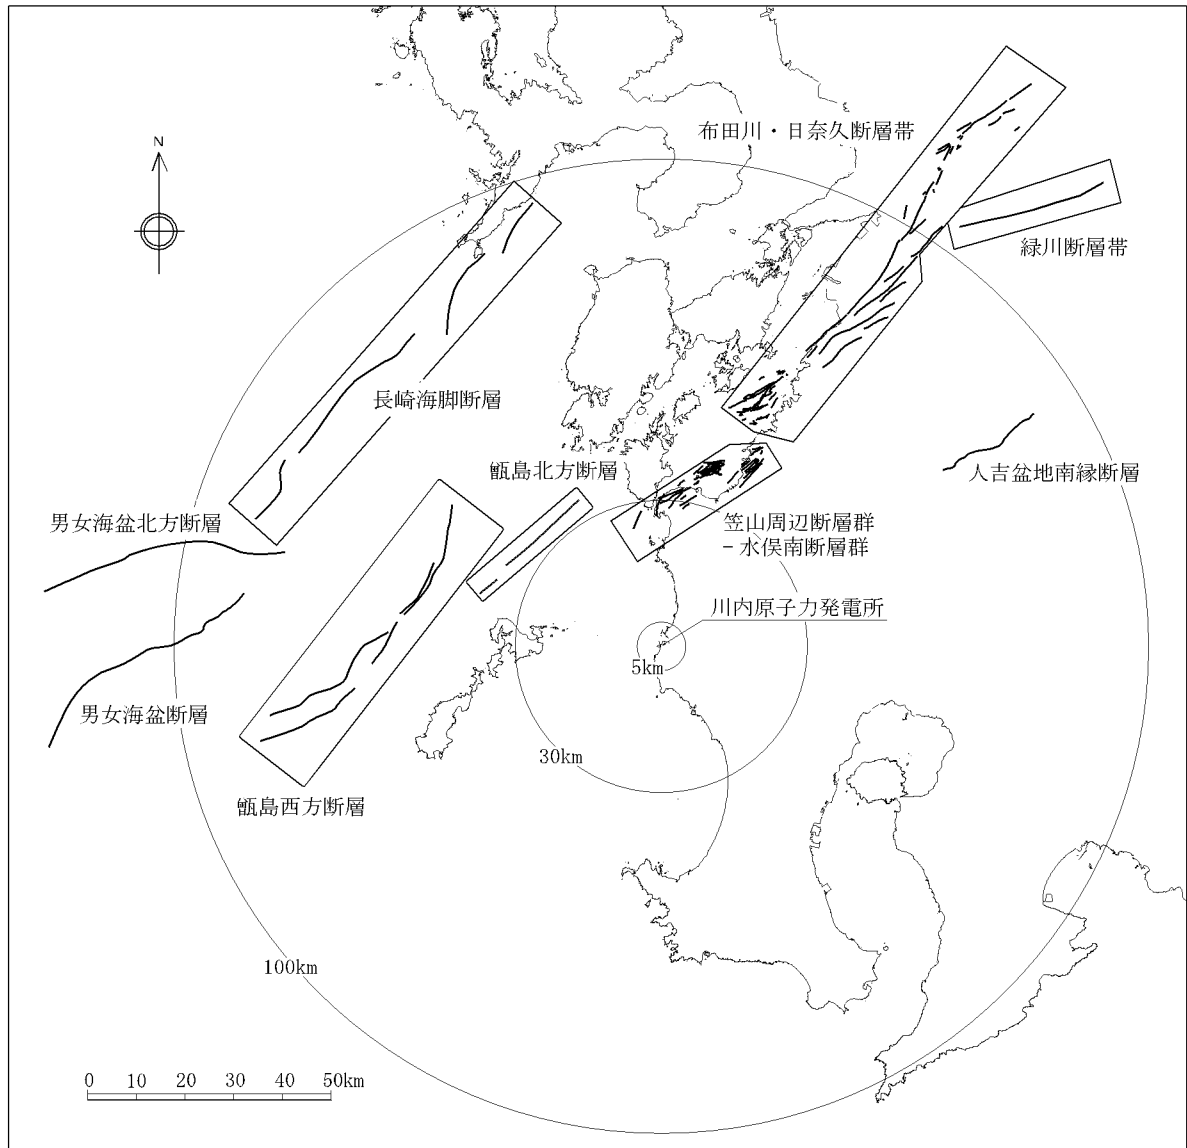 布田川・日奈久断層帯
N
緑川断層帯
長崎海脚断層
甑島北方断層
人吉盆地南縁断層
男女海盆北方断層
笠山周辺断層群
－水俣南断層群
川内原子力発電所
5km
男女海盆断層
30km
甑島西方断層
100km
0 10 20 30 40 50km